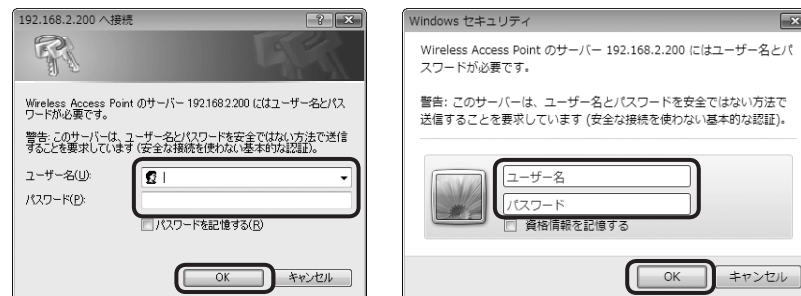 192.168.2.200 へ接続
Wireless Access Point のサーバー 192.168.2.200 にはユーザー名とパス
ワードが必要です。
警告: このサーバーは、ユーザー名とパスワードを安全ではない方法で送信
することを要求しています (安全な接続を使わない基本的な認証)。
ユーザー名(U):
パスワード(P):
パスワードを記憶する(R)
OK
キャンセル
Windows セキュリティ
Wireless Access Point のサーバー 192.168.2.200 にはユーザー名とパ
スワードが必要です。
警告: このサーバーは、ユーザー名とパスワードを安全ではない方法で
送信することを要求しています (安全な接続を使わない基本的な認証)。
ユーザー名
パスワード
資格情報を記憶する
OK
キャンセル